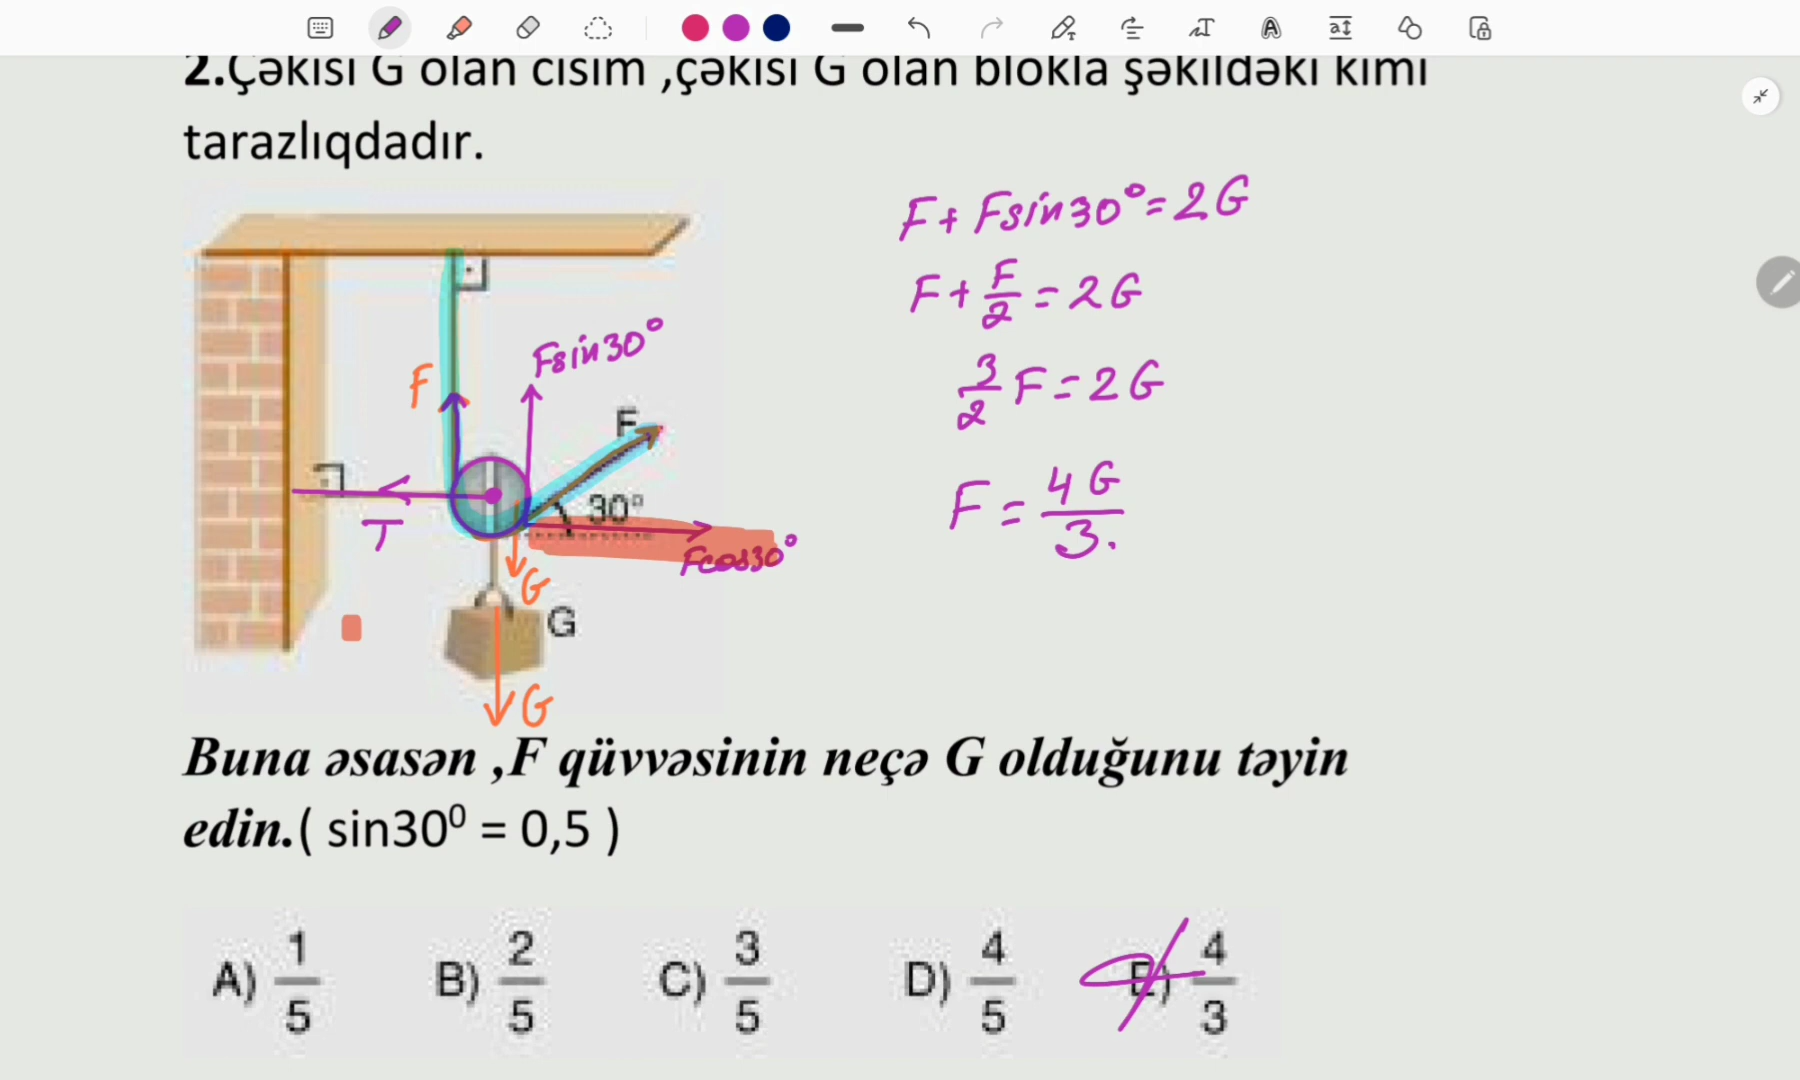 2.Çəkisi G olan cisim ,çəkisi G olan blokla şəkildəki kimi
tarazlıqdadır.
F + Fsin30° = 2G
F + F/2 = 2G
3/2 F = 2G
F = 4G/3.
Fsin30°
F
F
30°
T
Fcos30°
G
G
G
Buna əsasən ,F qüvvəsinin neçə G olduğunu təyin
edin.( sin30⁰ = 0,5 )
A) 1/5 B) 2/5 C) 3/5 D) 4/5 E) 4/3